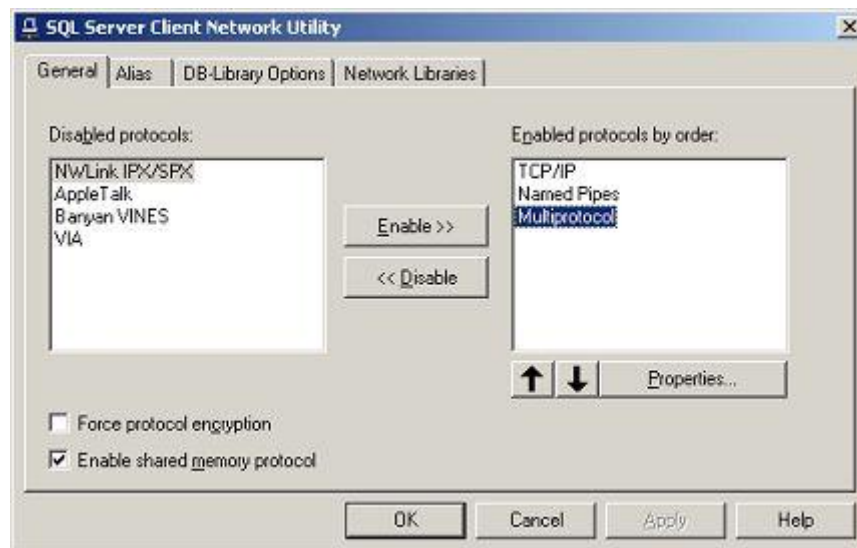 SQL Server Client Network Utility
General Alias DB-Library Options Network Libraries
Disabled protocols:
Enabled protocols by order:
NWLink IPX/SPX
AppleTalk
Banyan VINES
VIA
Enable >>
<< Disable
TCP/IP
Named Pipes
Multiprotocol
Properties...
Force protocol encryption
Enable shared memory protocol
OK Cancel Apply Help